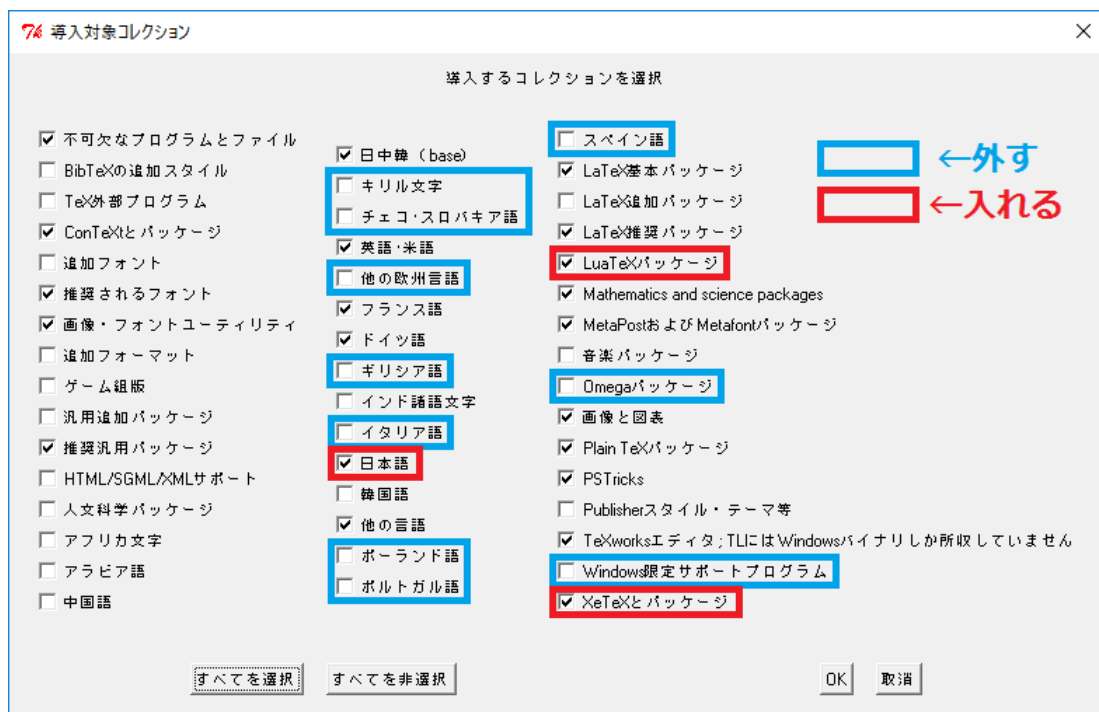 導入対象コレクション
導入するコレクションを選択
不可欠なプログラムとファイル
BibTeXの追加スタイル
TeX外部プログラム
ConTeXtとパッケージ
追加フォント
推奨されるフォント
画像・フォントユーティリティ
追加フォーマット
ゲーム組版
汎用追加パッケージ
推奨汎用パッケージ
HTML/SGML/XMLサポート
人文科学パッケージ
アフリカ文字
アラビア語
中国語
日中韓 (base)
キリル文字
チェコ・スロバキア語
英語・米語
他の欧州言語
フランス語
ドイツ語
ギリシア語
インド諸語文字
イタリア語
日本語
韓国語
他の言語
ポーランド語
ポルトガル語
スペイン語
LaTeX基本パッケージ
LaTeX追加パッケージ
LaTeX推奨パッケージ
LuaTeXパッケージ
Mathematics and science packages
MetaPostおよびMetafontパッケージ
音楽パッケージ
Omegaパッケージ
画像と図表
Plain TeXパッケージ
PSTricks
Publisherスタイル・テーマ等
TeXworksエディタ;TLにはWindowsバイナリしか所収していません
Windows限定サポートプログラム
XeTeXとパッケージ
←外す
←入れる
すべてを選択
すべてを非選択
OK
取消